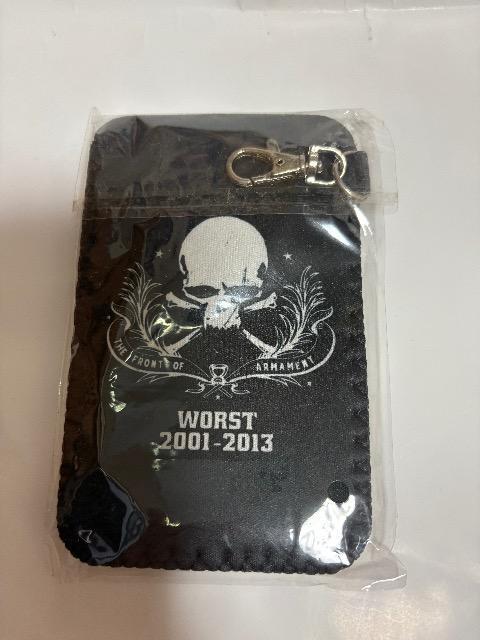 THE FRONT OF ARMAMENT
WORST
2001-2013